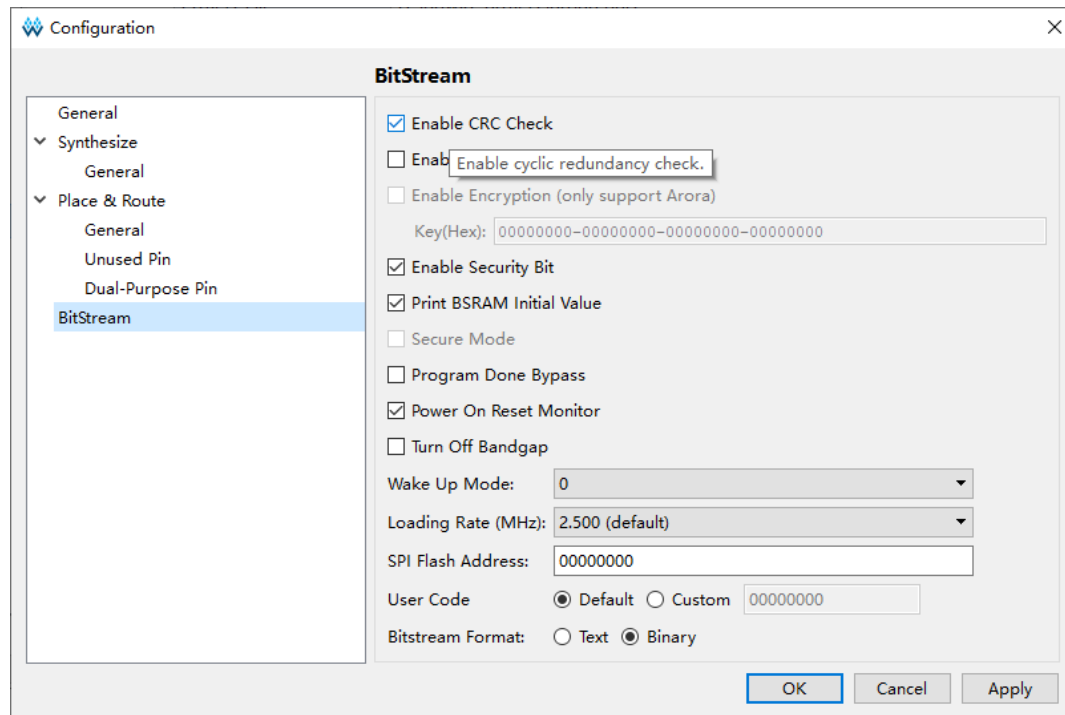 Configuration
BitStream
General
Synthesize
General
Place & Route
General
Unused Pin
Dual-Purpose Pin
BitStream
Enable CRC Check
Enable cyclic redundancy check.
Enable Encryption (only support Arora)
Key(Hex): 00000000-00000000-00000000-00000000
Enable Security Bit
Print BSRAM Initial Value
Secure Mode
Program Done Bypass
Power On Reset Monitor
Turn Off Bandgap
Wake Up Mode: 0
Loading Rate (MHz): 2.500 (default)
SPI Flash Address: 00000000
User Code Default Custom 00000000
Bitstream Format: Text Binary
OK Cancel Apply